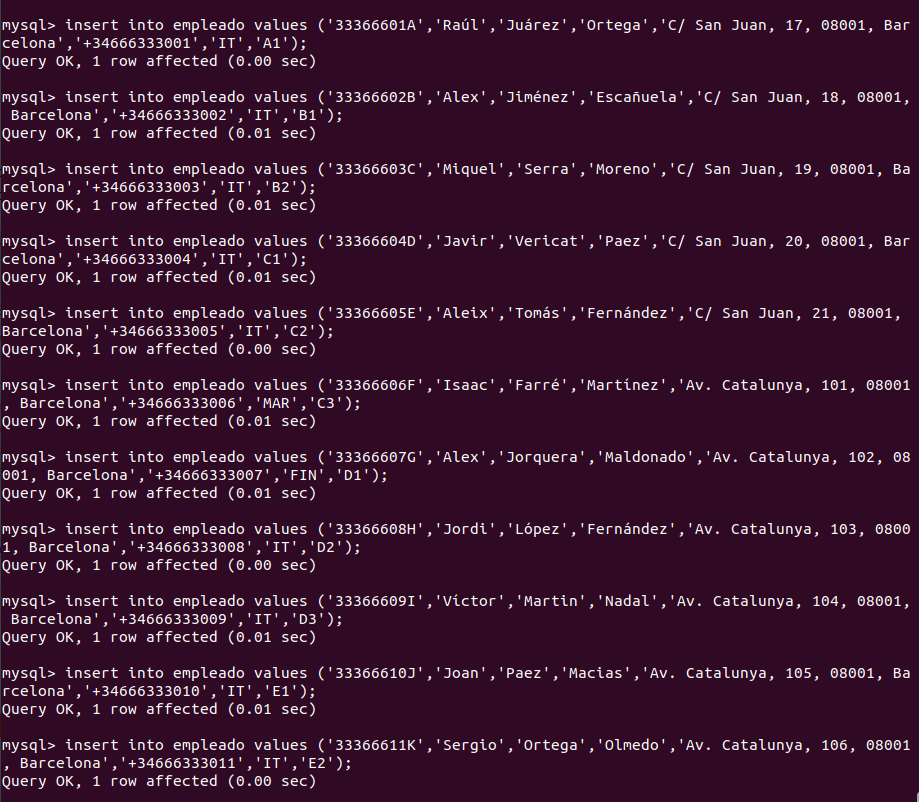 mysql> insert into empleado values ('33366601A','Raúl','Juárez','Ortega','C/ San Juan, 17, 08001, Bar
celona','+34666333001','IT','A1');
Query OK, 1 row affected (0.00 sec)
mysql> insert into empleado values ('33366602B','Alex','Jiménez','Escañuela','C/ San Juan, 18, 08001,
 Barcelona','+34666333002','IT','B1');
Query OK, 1 row affected (0.01 sec)
mysql> insert into empleado values ('33366603C','Miquel','Serra','Moreno','C/ San Juan, 19, 08001, Ba
rcelona','+34666333003','IT','B2');
Query OK, 1 row affected (0.01 sec)
mysql> insert into empleado values ('33366604D','Javir','Vericat','Paez','C/ San Juan, 20, 08001, Bar
celona','+34666333004','IT','C1');
Query OK, 1 row affected (0.01 sec)
mysql> insert into empleado values ('33366605E','Aleix','Tomás','Fernández','C/ San Juan, 21, 08001,
Barcelona','+34666333005','IT','C2');
Query OK, 1 row affected (0.00 sec)
mysql> insert into empleado values ('33366606F','Isaac','Farré','Martínez','Av. Catalunya, 101, 08001
, Barcelona','+34666333006','MAR','C3');
Query OK, 1 row affected (0.01 sec)
mysql> insert into empleado values ('33366607G','Alex','Jorquera','Maldonado','Av. Catalunya, 102, 08
001, Barcelona','+34666333007','FIN','D1');
Query OK, 1 row affected (0.01 sec)
mysql> insert into empleado values ('33366608H','Jordi','López','Fernández','Av. Catalunya, 103, 0800
1, Barcelona','+34666333008','IT','D2');
Query OK, 1 row affected (0.00 sec)
mysql> insert into empleado values ('33366609I','Víctor','Martin','Nadal','Av. Catalunya, 104, 08001,
 Barcelona','+34666333009','IT','D3');
Query OK, 1 row affected (0.01 sec)
mysql> insert into empleado values ('33366610J','Joan','Paez','Macias','Av. Catalunya, 105, 08001, Ba
rcelona','+34666333010','IT','E1');
Query OK, 1 row affected (0.01 sec)
mysql> insert into empleado values ('33366611K','Sergio','Ortega','Olmedo','Av. Catalunya, 106, 08001
, Barcelona','+34666333011','IT','E2');
Query OK, 1 row affected (0.00 sec)